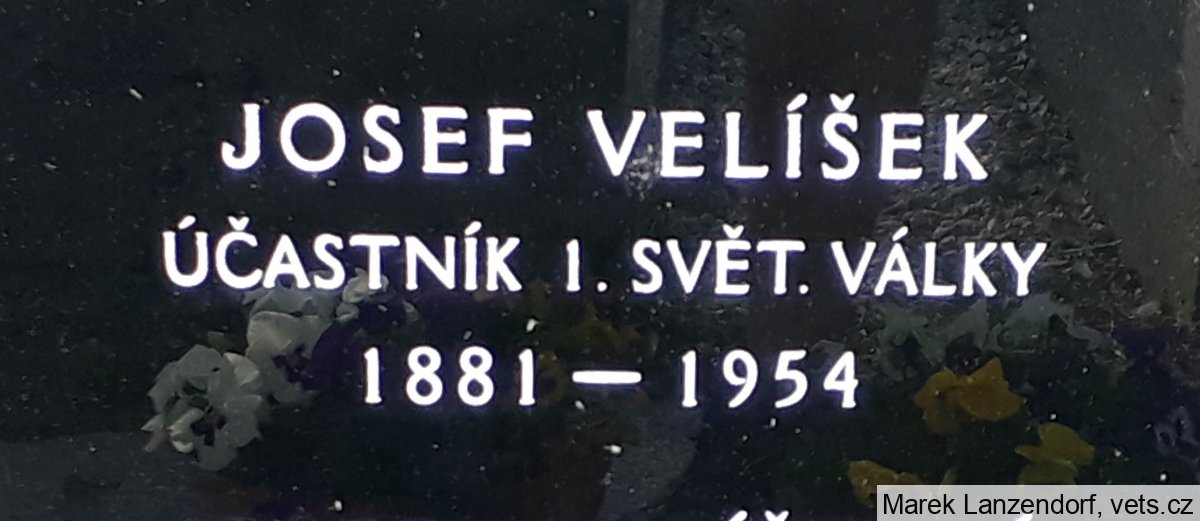 JOSEF VELÍŠEK
ÚČASTNÍK 1. SVĚT. VÁLKY
1881 – 1954
Marek Lanzendorf, vets.cz